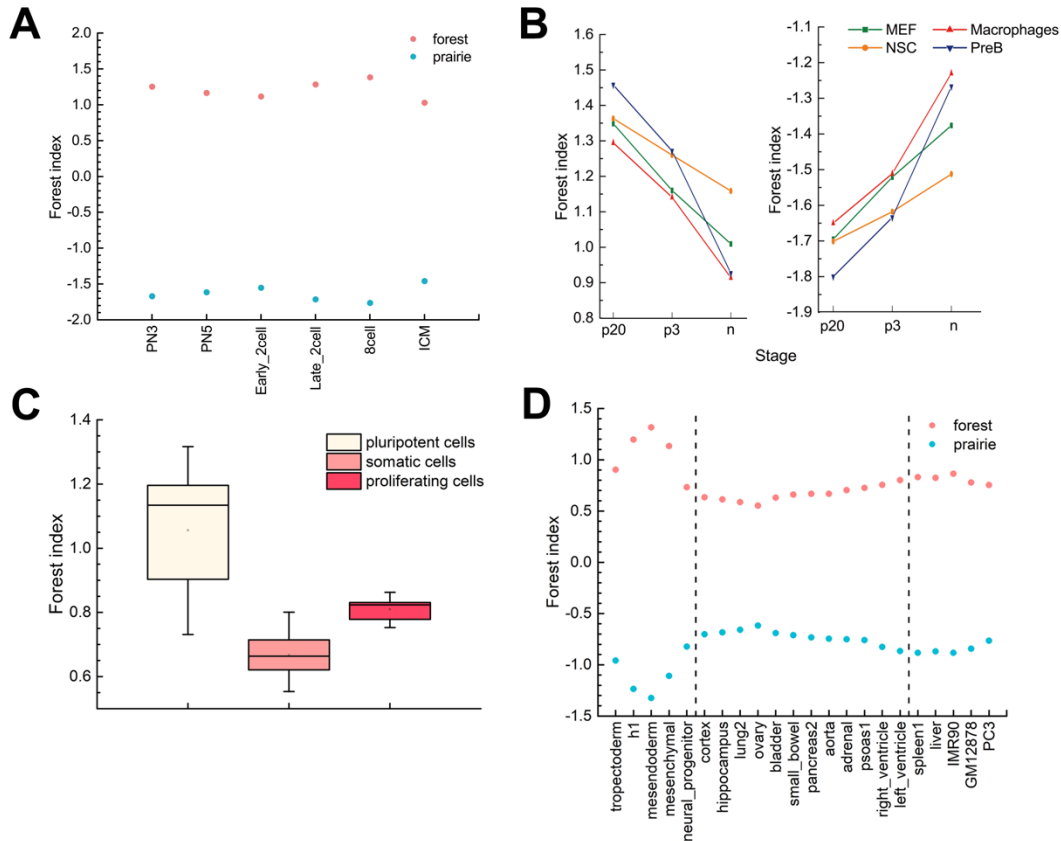 A
2.0
1.5
1.0
0.5
0.0
-0.5
-1.0
-1.5
-2.0
Forest index
forest
prairie
PN3
PN5
Early_2cell
Late_2cell
8cell
ICM
B
MEF
Macrophages
NSC
PreB
1.6
1.5
1.4
1.3
1.2
1.1
1.0
0.9
0.8
Forest index
p20
p3
n
-1.1
-1.2
-1.3
-1.4
-1.5
-1.6
-1.7
-1.8
-1.9
Forest index
p20
p3
n
Stage
C
1.4
1.2
1.0
0.8
0.6
Forest index
pluripotent cells
somatic cells
proliferating cells
D
1.5
1.0
0.5
0.0
-0.5
-1.0
-1.5
Forest index
forest
prairie
tropectoderm
h1
mesendoderm
mesenchymal
neural_progenitor
cortex
hippocampus
lung2
ovary
bladder
small_bowel
pancreas2
aorta
adrenal
psoas1
right_ventricle
left_ventricle
spleen1
liver
IMR90
GM12878
PC3